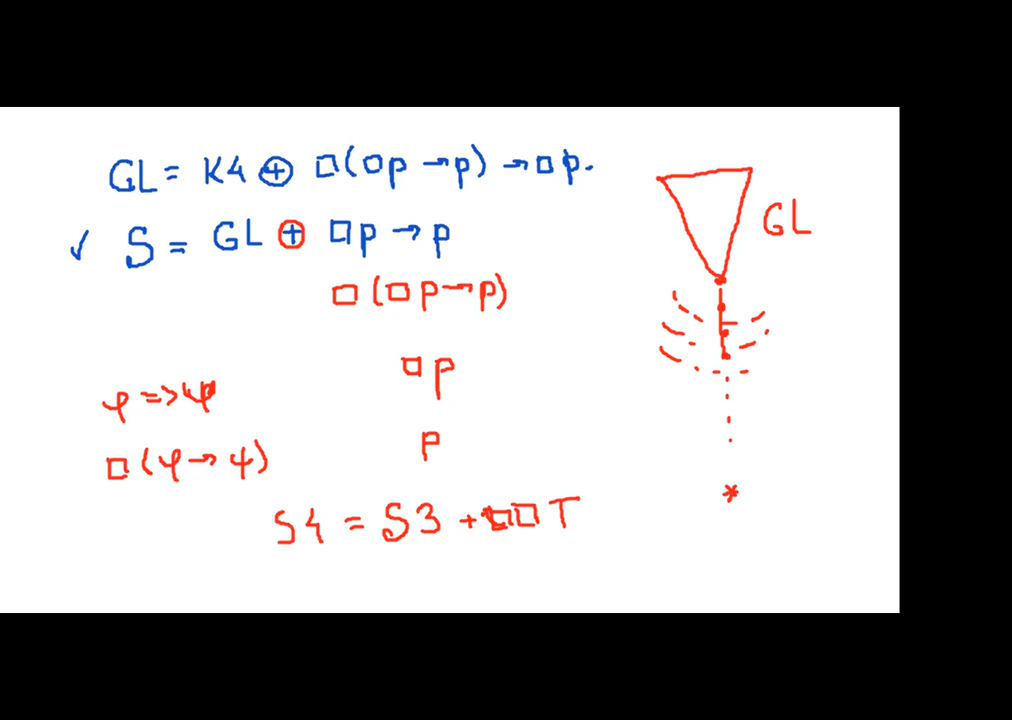 GL = K4 ⊕ □(□p → p) → □p.
✓ S = GL ⊕ □p → p
GL
□(□p → p)
□p
φ => ψ
p
□(φ → ψ)
*
S4 = S3 + □□T